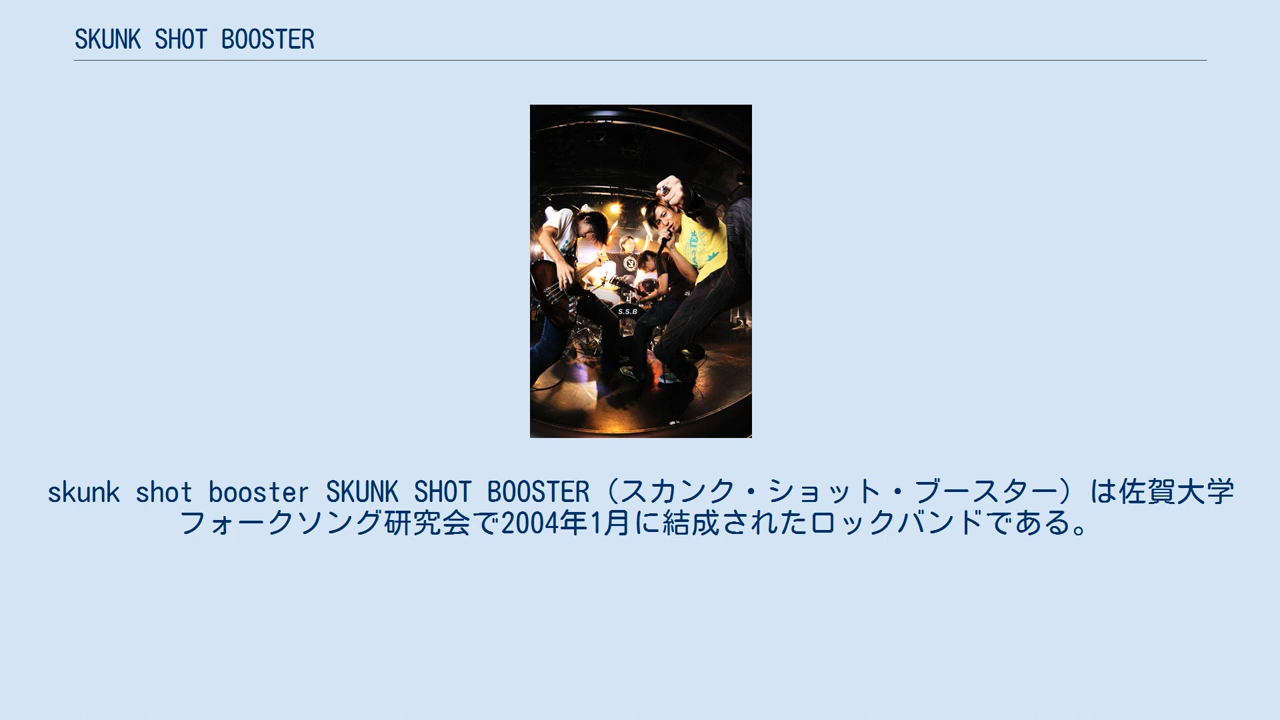 SKUNK SHOT BOOSTER
S.S.B
skunk shot booster SKUNK SHOT BOOSTER（スカンク・ショット・ブースター）は佐賀大学
フォークソング研究会で2004年1月に結成されたロックバンドである。